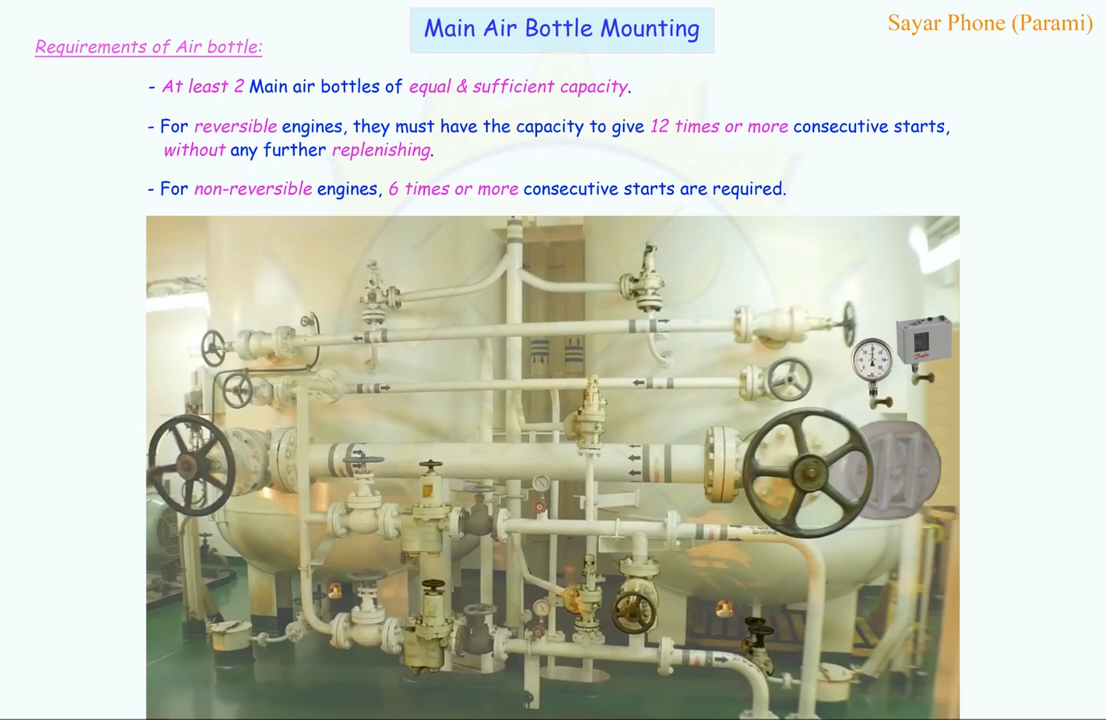 Main Air Bottle Mounting
Sayar Phone (Parami)
Requirements of Air bottle:
- At least 2 Main air bottles of equal & sufficient capacity.
- For reversible engines, they must have the capacity to give 12 times or more consecutive starts,
without any further replenishing.
- For non-reversible engines, 6 times or more consecutive starts are required.
Danfoss